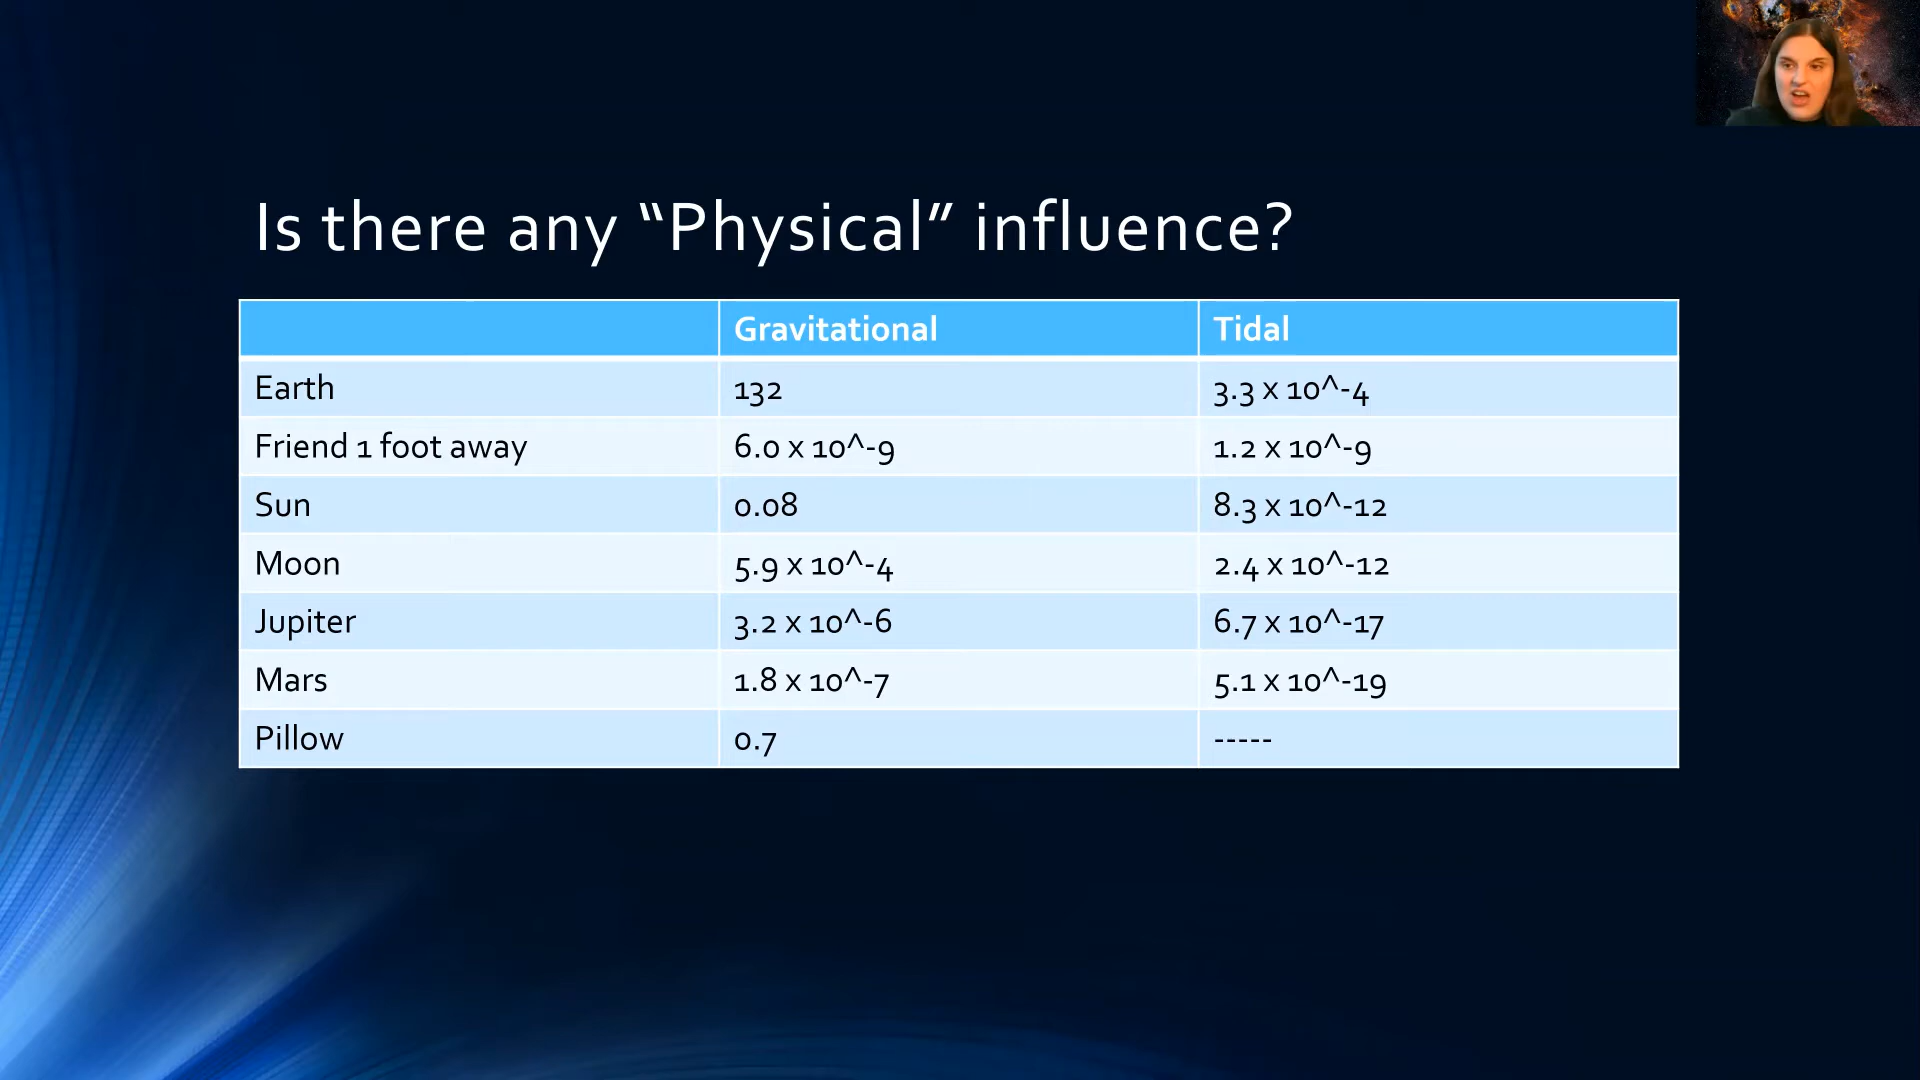 Is there any “Physical” influence?
Gravitational Tidal
Earth 132 3.3 x 10^-4
Friend 1 foot away 6.0 x 10^-9 1.2 x 10^-9
Sun 0.08 8.3 x 10^-12
Moon 5.9 x 10^-4 2.4 x 10^-12
Jupiter 3.2 x 10^-6 6.7 x 10^-17
Mars 1.8 x 10^-7 5.1 x 10^-19
Pillow 0.7 -----